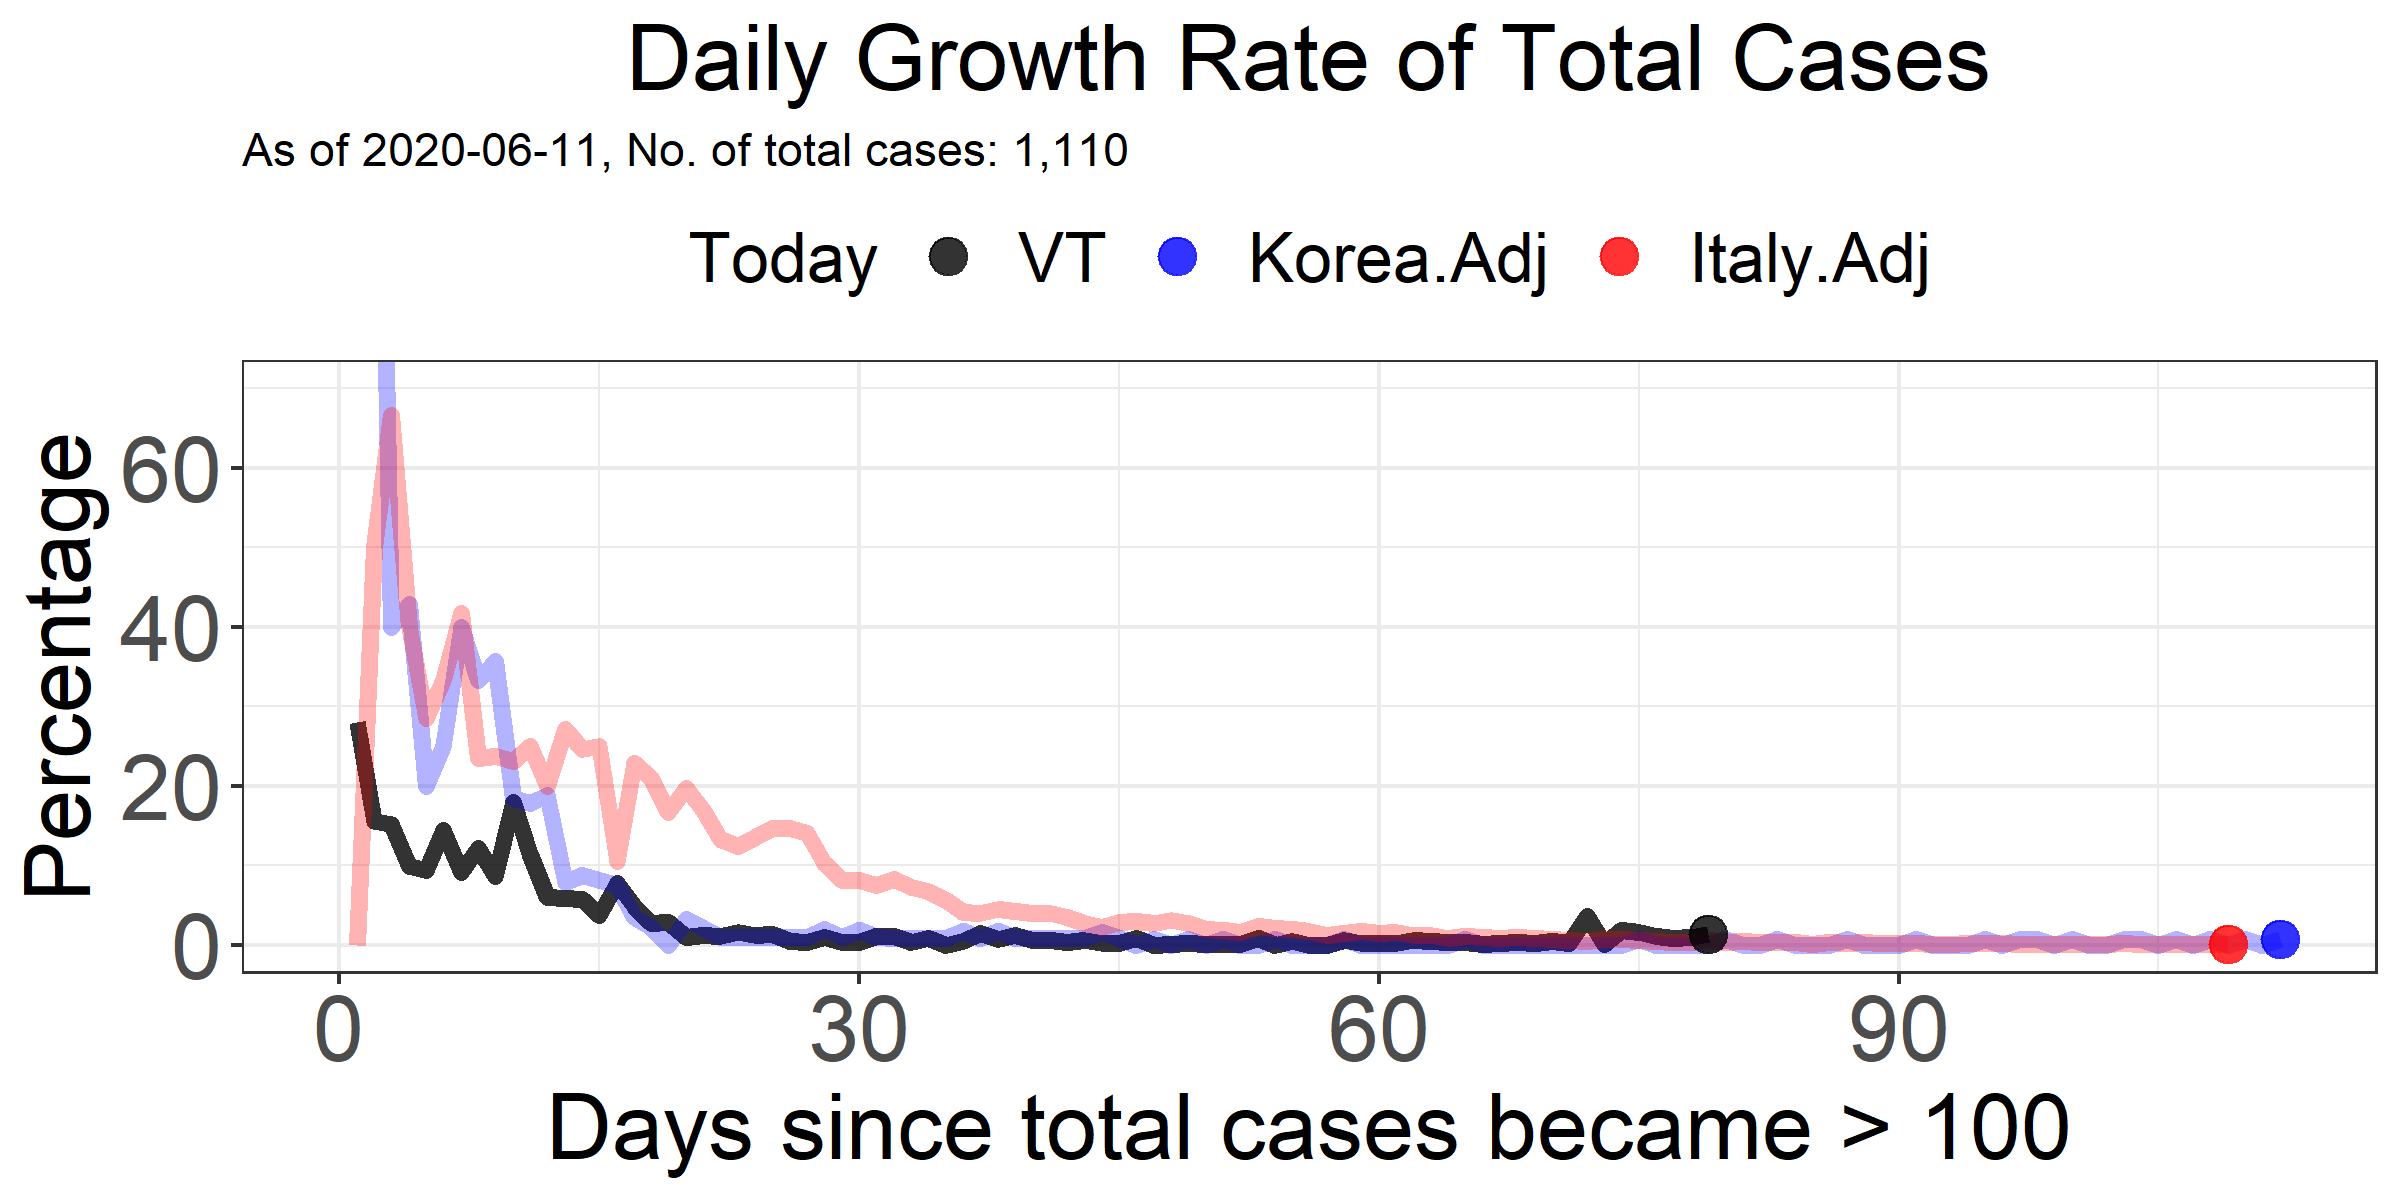 Daily Growth Rate of Total Cases
As of 2020-06-11, No. of total cases: 1,110
Today VT Korea.Adj Italy.Adj
Percentage
60
40
20
0
0 30 60 90
Days since total cases became > 100